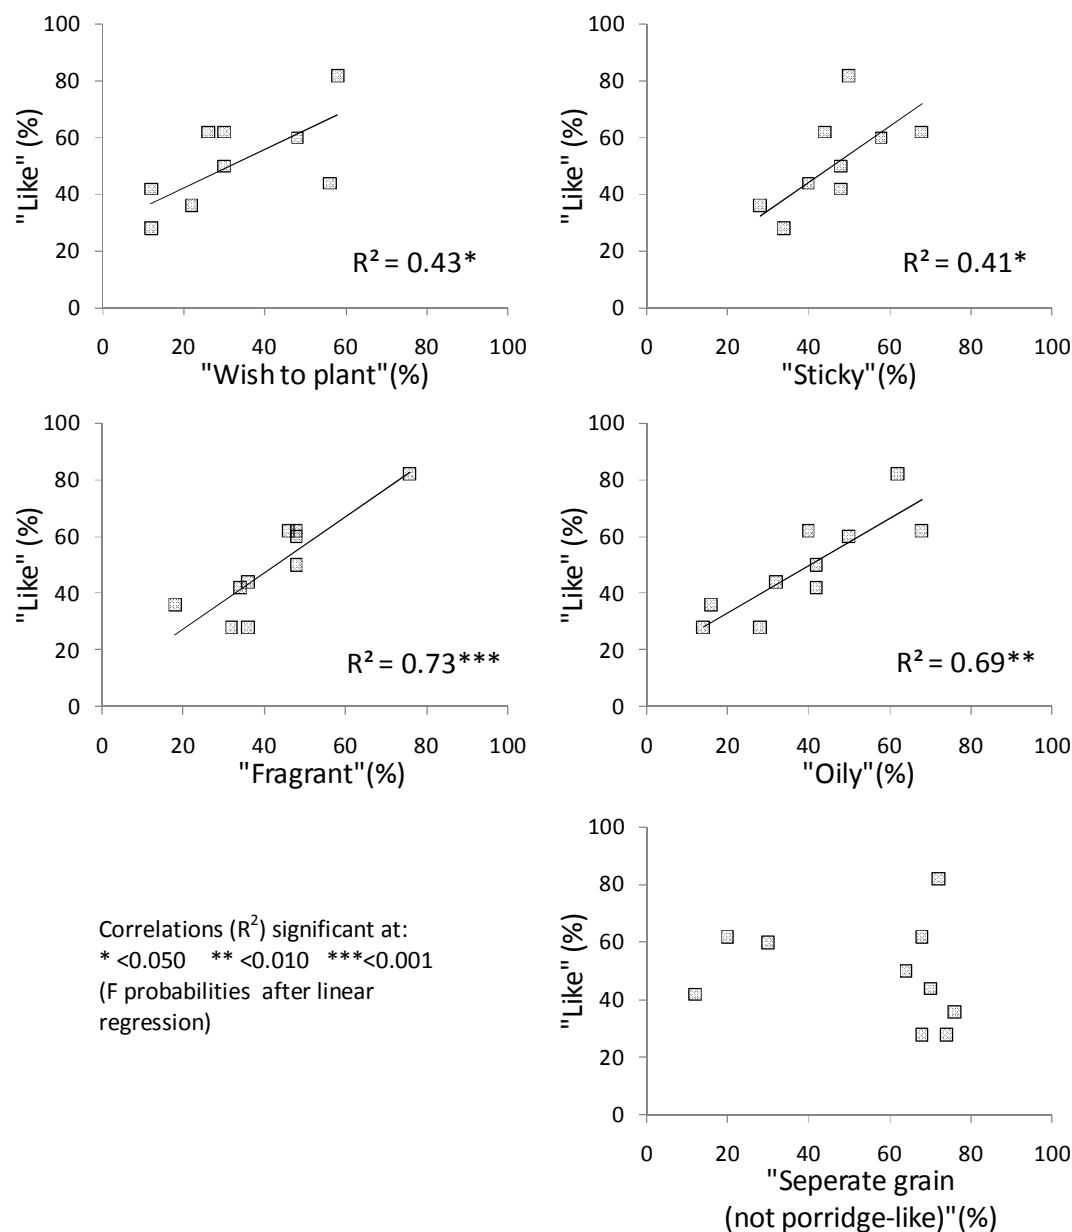 100
80
60
40
20
0
"Like" (%)
R² = 0.43*
0 20 40 60 80 100
"Wish to plant"(%)
100
80
60
40
20
0
"Like" (%)
R² = 0.41*
0 20 40 60 80 100
"Sticky"(%)
100
80
60
40
20
0
"Like" (%)
R² = 0.73***
0 20 40 60 80 100
"Fragrant"(%)
100
80
60
40
20
0
"Like" (%)
R² = 0.69**
0 20 40 60 80 100
"Oily"(%)
Correlations (R²) significant at:
* <0.050 ** <0.010 ***<0.001
(F probabilities after linear
regression)
100
80
60
40
20
0
"Like" (%)
0 20 40 60 80 100
"Seperate grain
(not porridge-like)"(%)